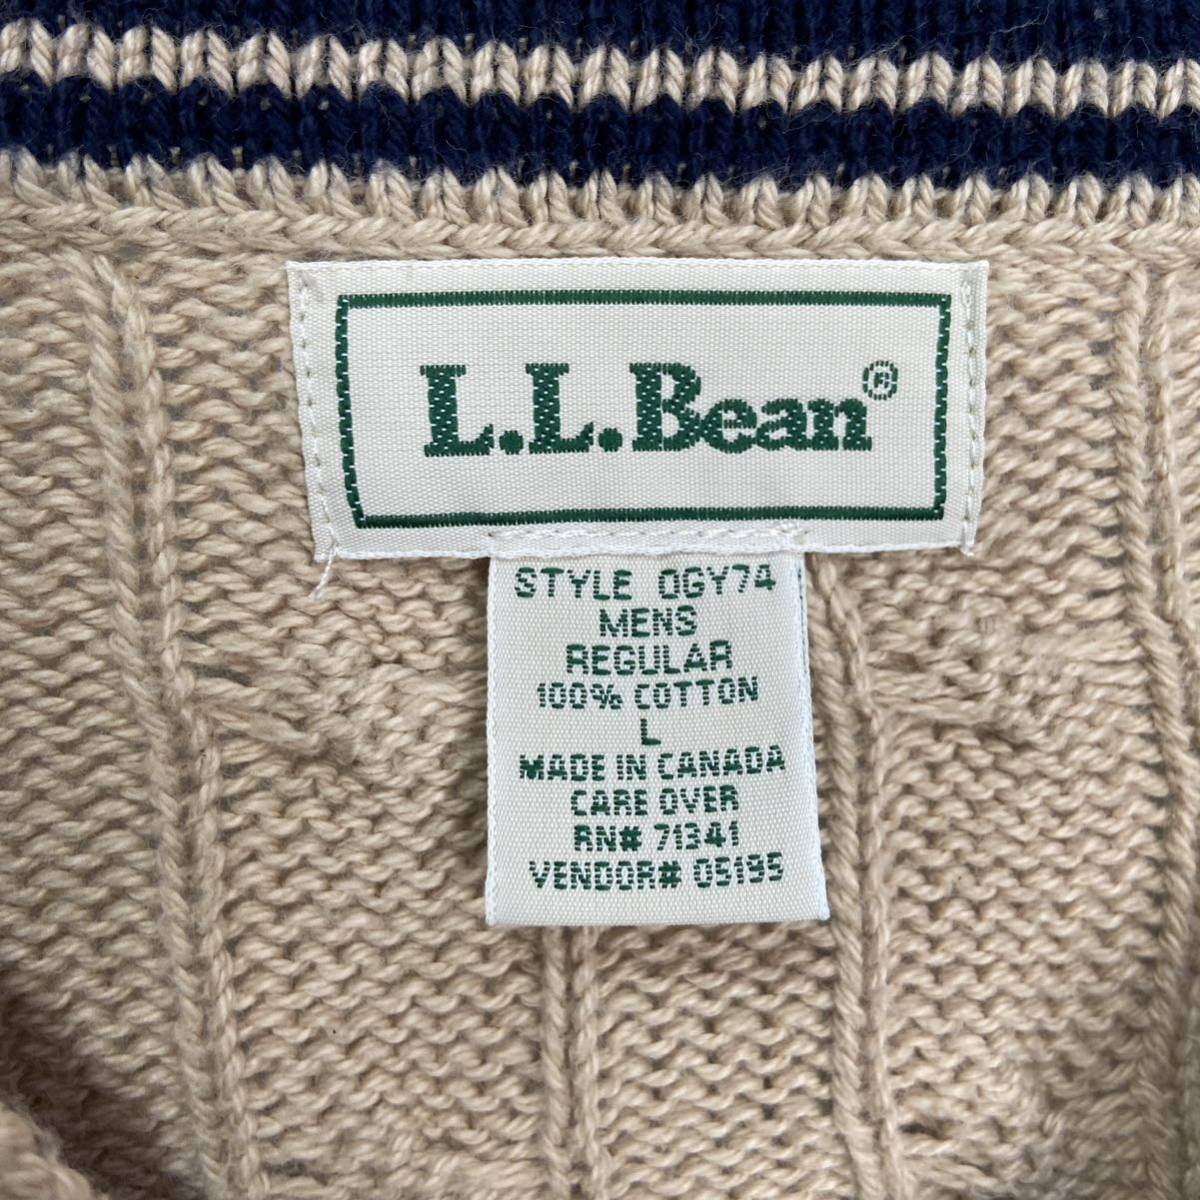 L.L.Bean®
STYLE 0GY74
MENS
REGULAR
100% COTTON
L
MADE IN CANADA
CARE OVER
RN# 71341
VENDOR# 05195